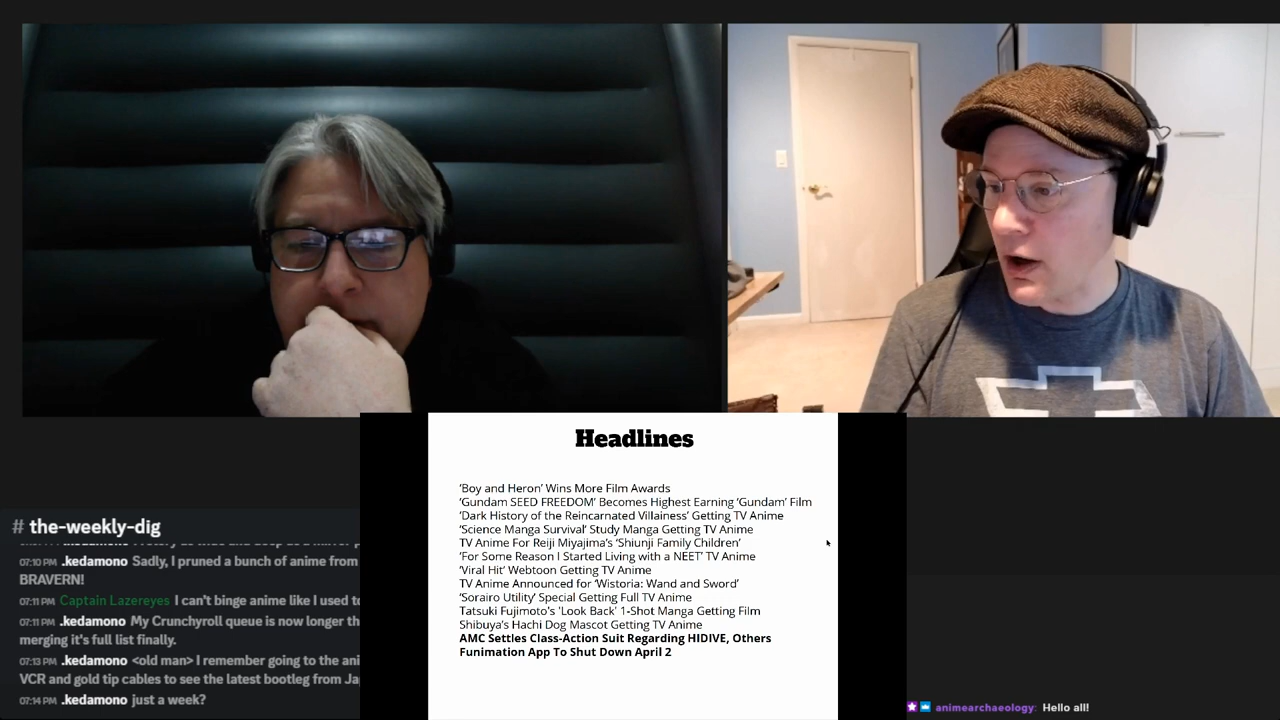 Headlines
'Boy and Heron' Wins More Film Awards
'Gundam SEED FREEDOM' Becomes Highest Earning 'Gundam' Film
'Dark History of the Reincarnated Villainess' Getting TV Anime
'Science Manga Survival' Study Manga Getting TV Anime
TV Anime For Reiji Miyajima's 'Shiunji Family Children'
'For Some Reason I Started Living with a NEET' TV Anime
'Viral Hit' Webtoon Getting TV Anime
TV Anime Announced for 'Wistoria: Wand and Sword'
'Sorairo Utility' Special Getting Full TV Anime
Tatsuki Fujimoto's 'Look Back' 1-Shot Manga Getting Film
Shibuya's Hachi Dog Mascot Getting TV Anime
AMC Settles Class-Action Suit Regarding HIDIVE, Others
Funimation App To Shut Down April 2
# the-weekly-dig
07:10 PM .kedamono Sadly, I pruned a bunch of anime from
BRAVERN!
07:11 PM Captain Lazereyes I can't binge anime like I used to
07:11 PM .kedamono My Crunchyroll queue is now longer th
merging it's full list finally.
07:13 PM .kedamono <old man> I remember going to the ani
VCR and gold tip cables to see the latest bootleg from Ja
07:14 PM .kedamono just a week?
animearchaeology: Hello all!